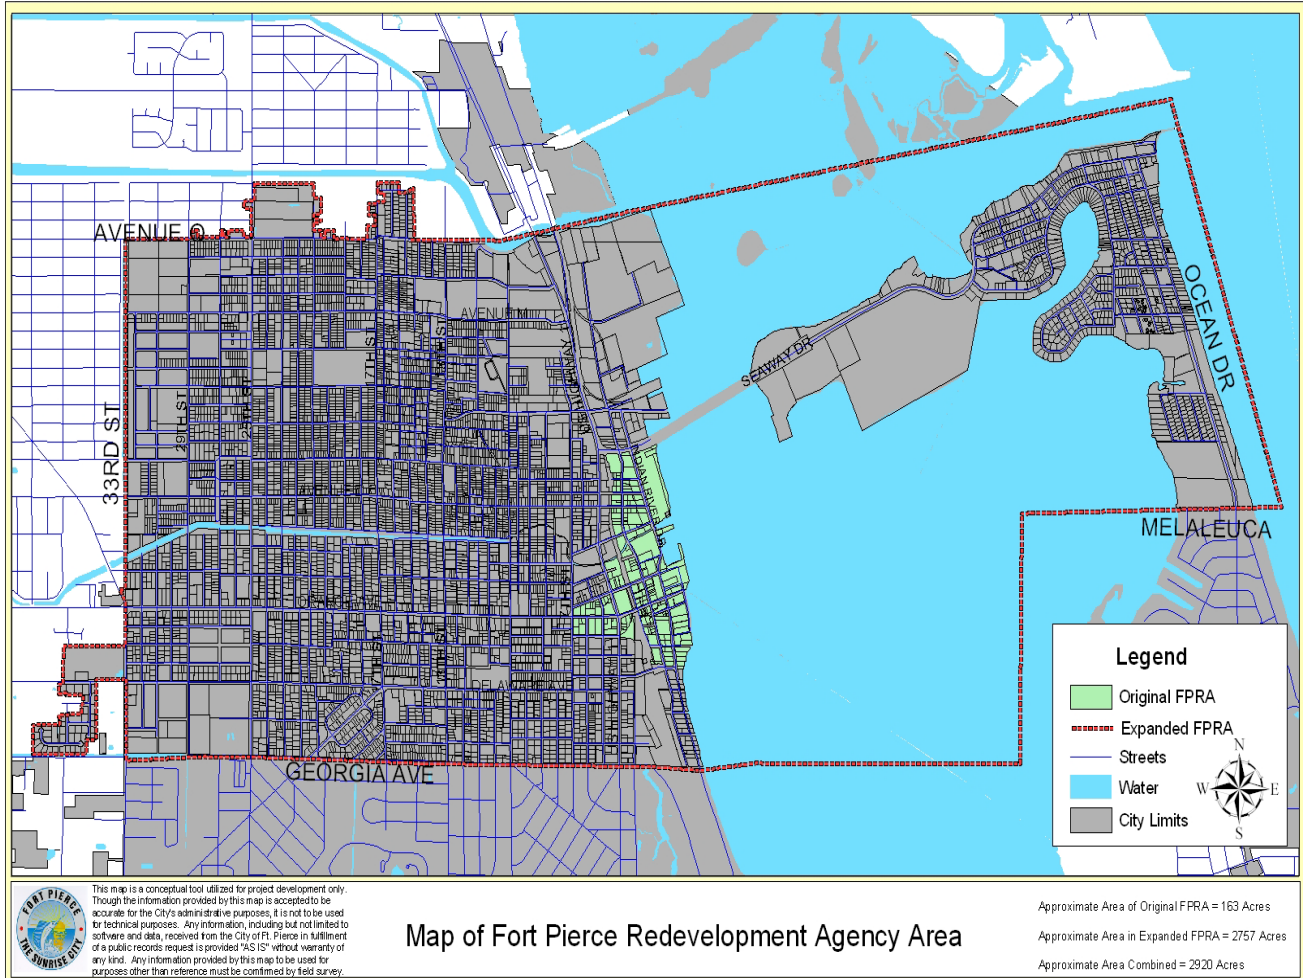 AVENUE Q
AVENUE M
17TH ST
29TH ST
25TH ST
33RD ST
SEAWAY DR
OCEAN DR
MELALEUCA
7TH ST
DELAWARE AVE
GEORGIA AVE
Legend
Original FPRA
Expanded FPRA
Streets
Water
City Limits
N
W E
S
FORT PIERCE
THE SUNRISE CITY
This map is a conceptual tool utilized for project development only.
Though the information provided by this map is accepted to be
accurate for the City's administrative purposes, it is not to be used
for technical purposes. Any information, including but not limited to
software and data, received from the City of Ft. Pierce in fulfillment
of a public records request is provided "AS IS" without warranty of
any kind. Any information provided by this map to be used for
purposes other than reference must be comfirmed by field survey.
Map of Fort Pierce Redevelopment Agency Area
Approximate Area of Original FPRA = 163 Acres
Approximate Area in Expanded FPRA = 2757 Acres
Approximate Area Combined = 2920 Acres